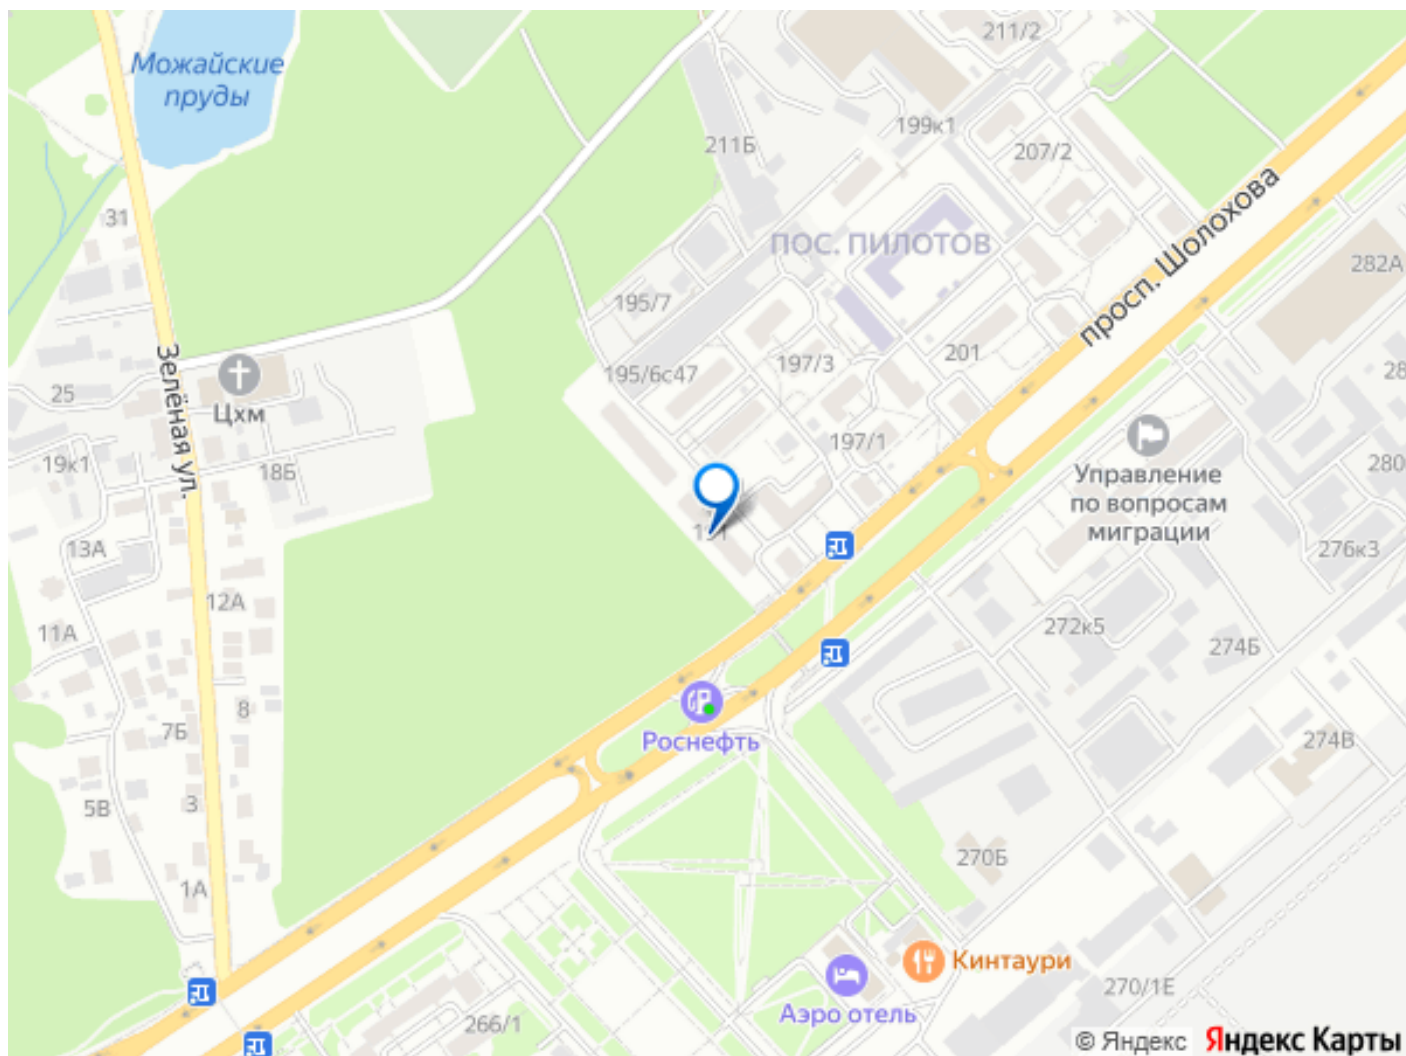 Можайские
пруды
211/2
199к1
207/2
211Б
31
ПОС. ПИЛОТОВ
просп. Шолохова
282А
195/7
Зелёная ул.
25
Цхм
195/6с47
197/3
201
28
19к1
18Б
197/1
280
Управление
по вопросам
миграции
13А
276к3
12А
11А
272к5
274Б
8
7Б
Роснефть
274В
5В
3
1А
270Б
Кинтаури
270/1Е
Аэро отель
266/1
© Яндекс
Яндекс Карты